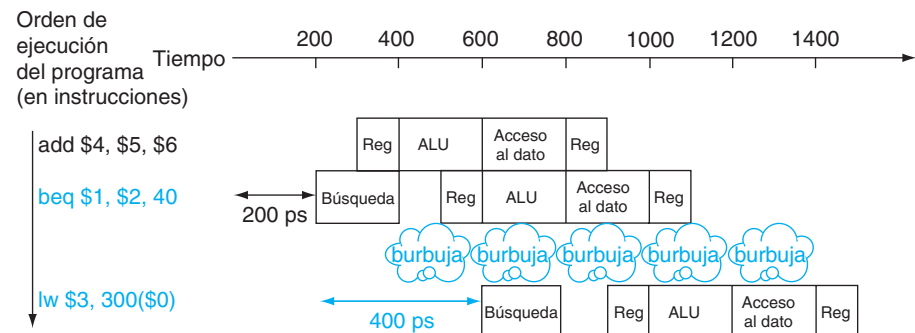 Orden de
ejecución
del programa
(en instrucciones)
Tiempo
200 400 600 800 1000 1200 1400
add $4, $5, $6
Reg ALU Acceso al dato Reg
beq $1, $2, 40
200 ps
Búsqueda Reg ALU Acceso al dato Reg
burbuja burbuja burbuja burbuja burbuja
lw $3, 300($0)
400 ps
Búsqueda Reg ALU Acceso al dato Reg